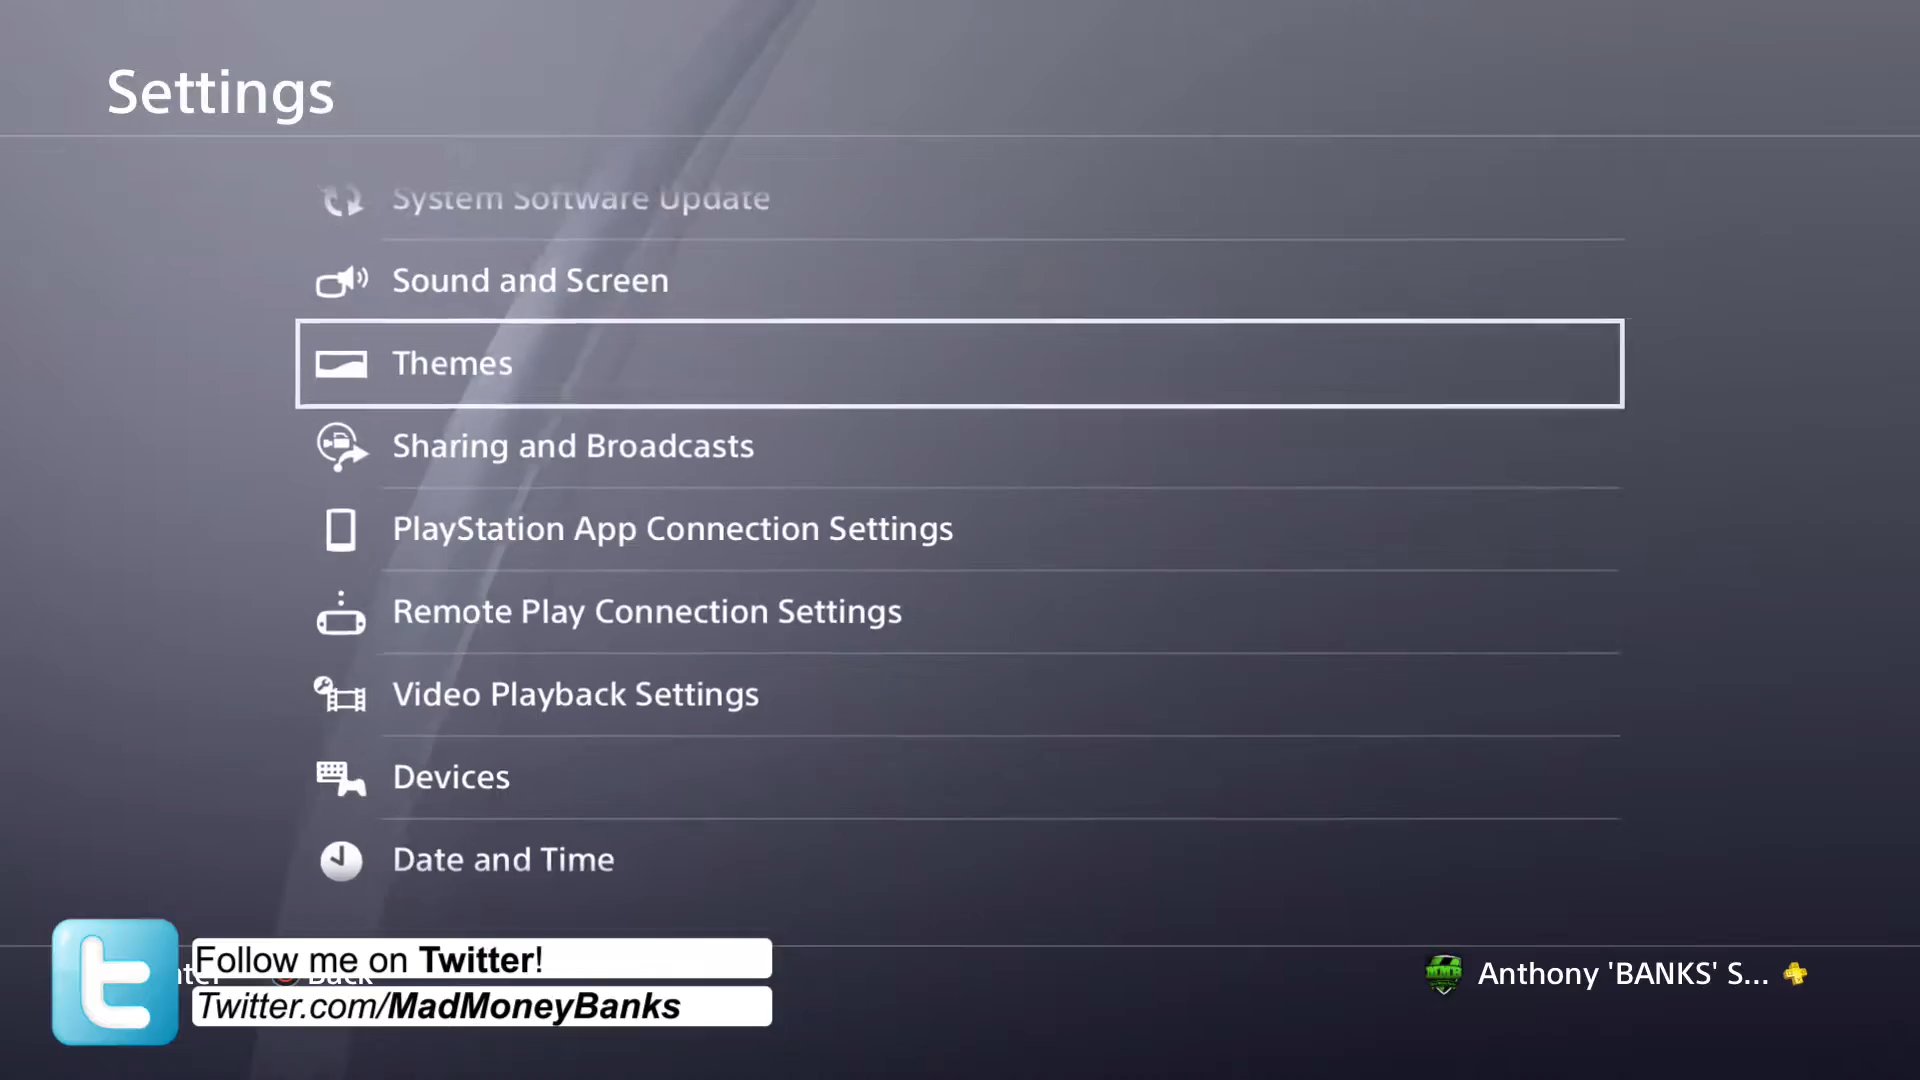 Settings
System Software Update
Sound and Screen
Themes
Sharing and Broadcasts
PlayStation App Connection Settings
Remote Play Connection Settings
Video Playback Settings
Devices
Date and Time
Follow me on Twitter!
Back
Twitter.com/MadMoneyBanks
Anthony 'BANKS' S...